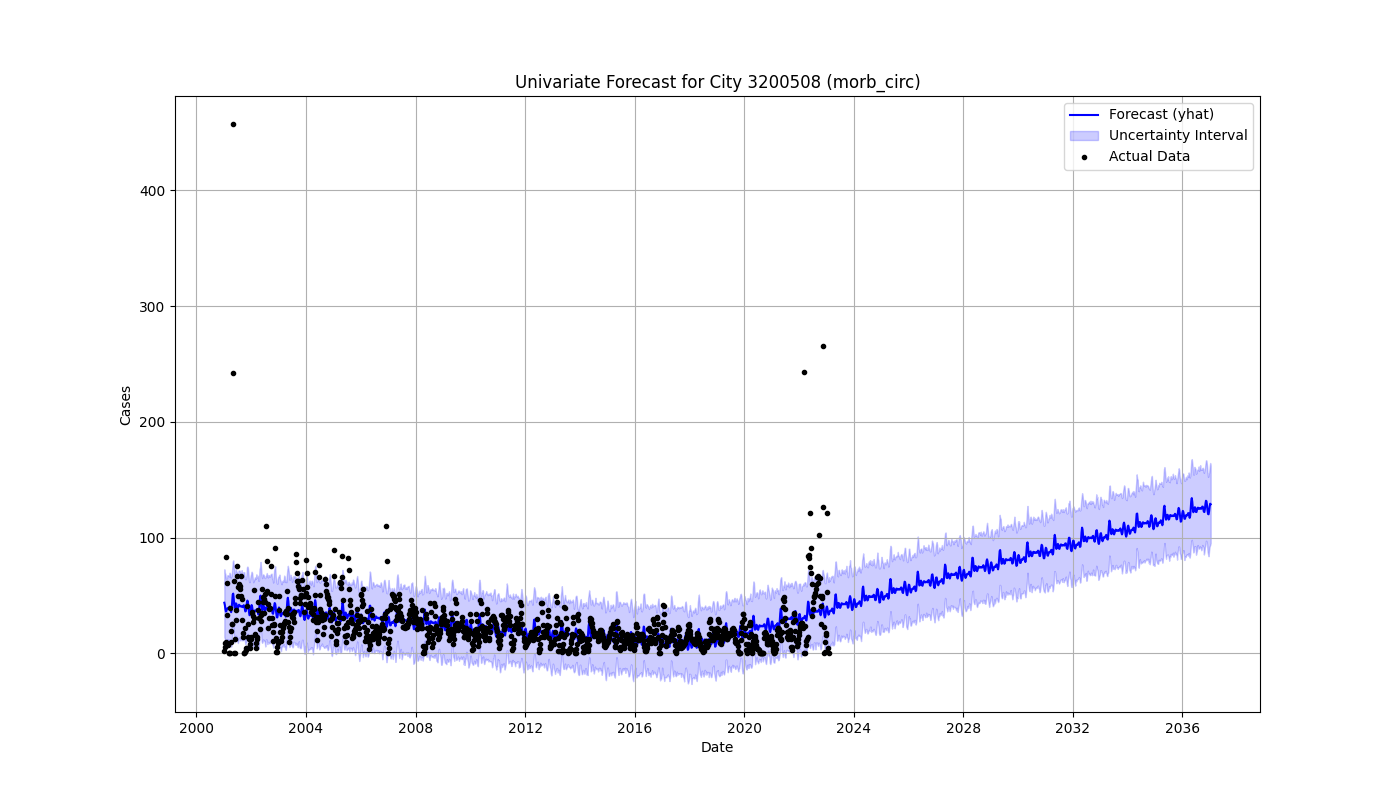 Univariate Forecast for City 3200508 (morb_circ)
Forecast (yhat)
Uncertainty Interval
Actual Data
Cases
400
300
200
100
0
2000 2004 2008 2012 2016 2020 2024 2028 2032 2036
Date